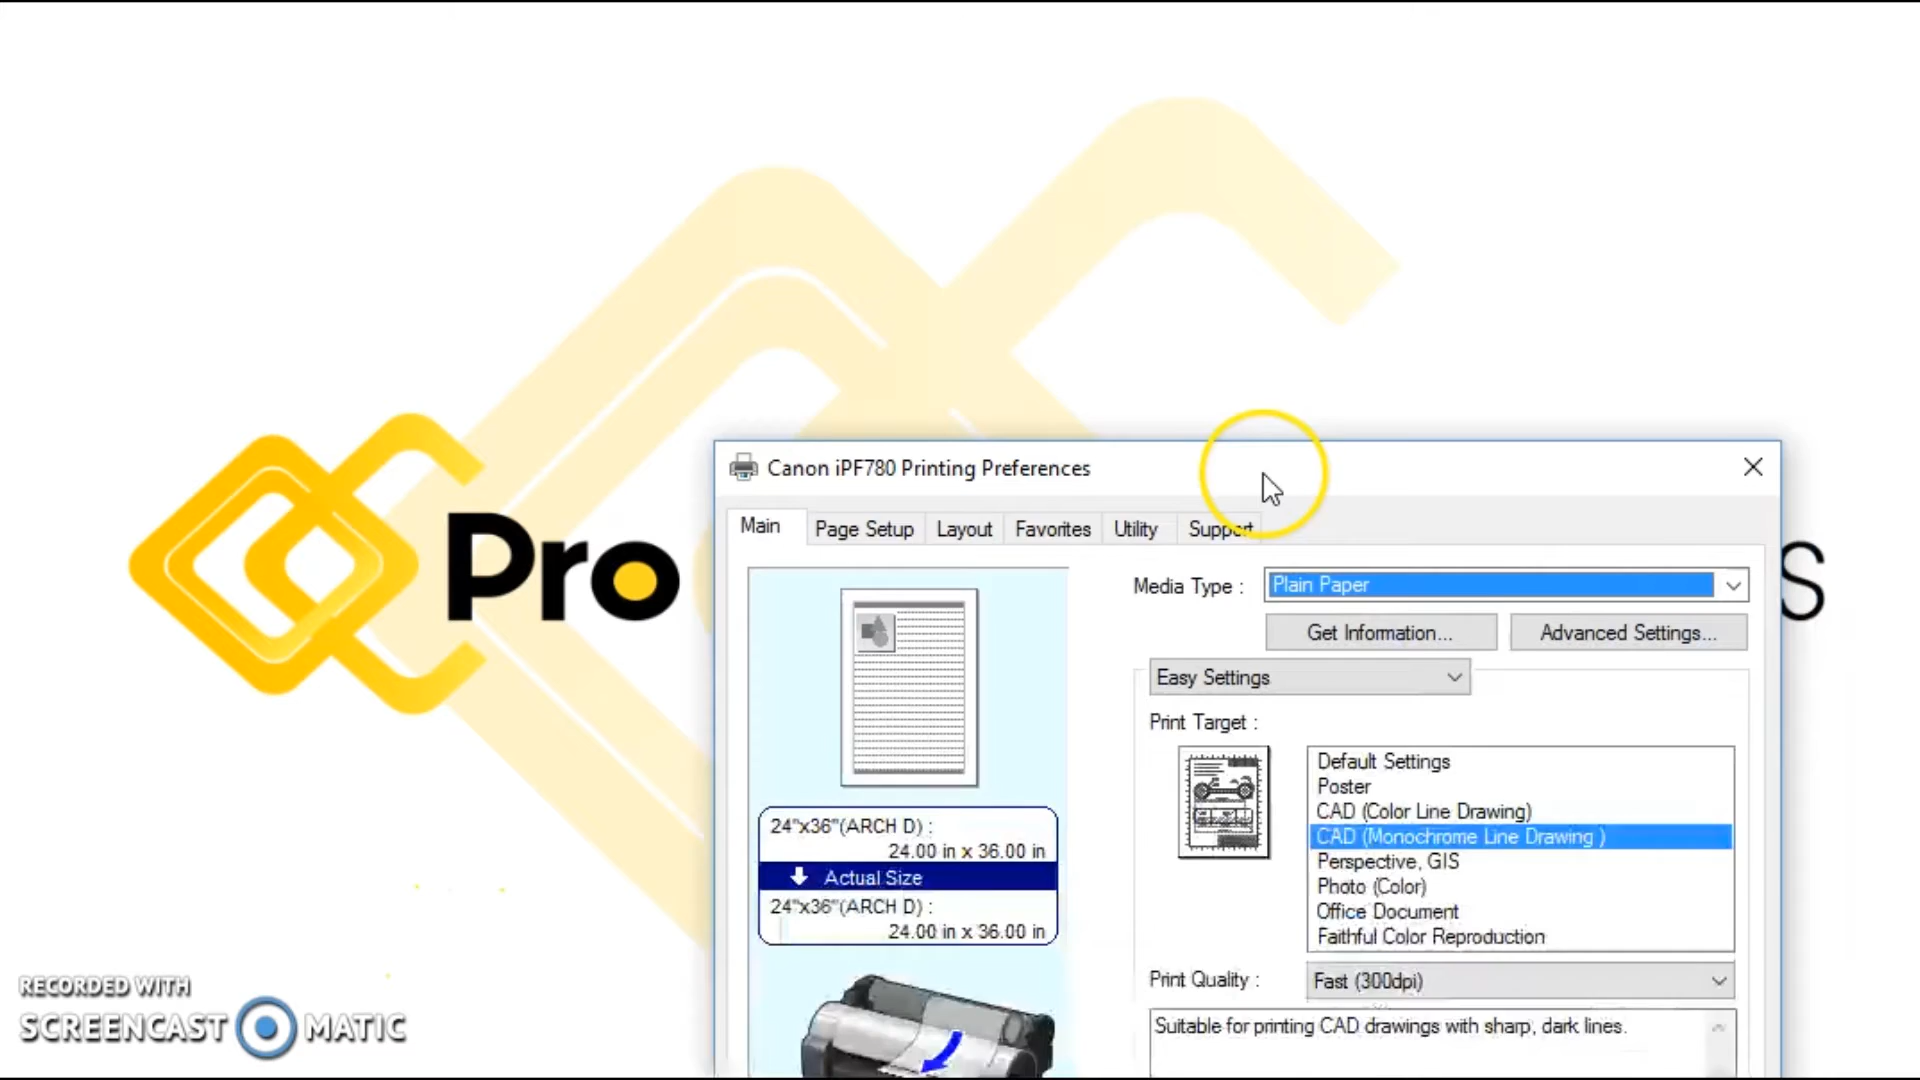 Canon iPF780 Printing Preferences
Main Page Setup Layout Favorites Utility Support
Media Type : Plain Paper
Get Information... Advanced Settings...
Easy Settings
Print Target :
Default Settings
Poster
CAD (Color Line Drawing)
CAD (Monochrome Line Drawing )
Perspective, GIS
Photo (Color)
Office Document
Faithful Color Reproduction
24"x36"(ARCH D) :
24.00 in x 36.00 in
Actual Size
24"x36"(ARCH D) :
24.00 in x 36.00 in
Print Quality : Fast (300dpi)
Suitable for printing CAD drawings with sharp, dark lines.
Pro s
RECORDED WITH
SCREENCAST MATIC